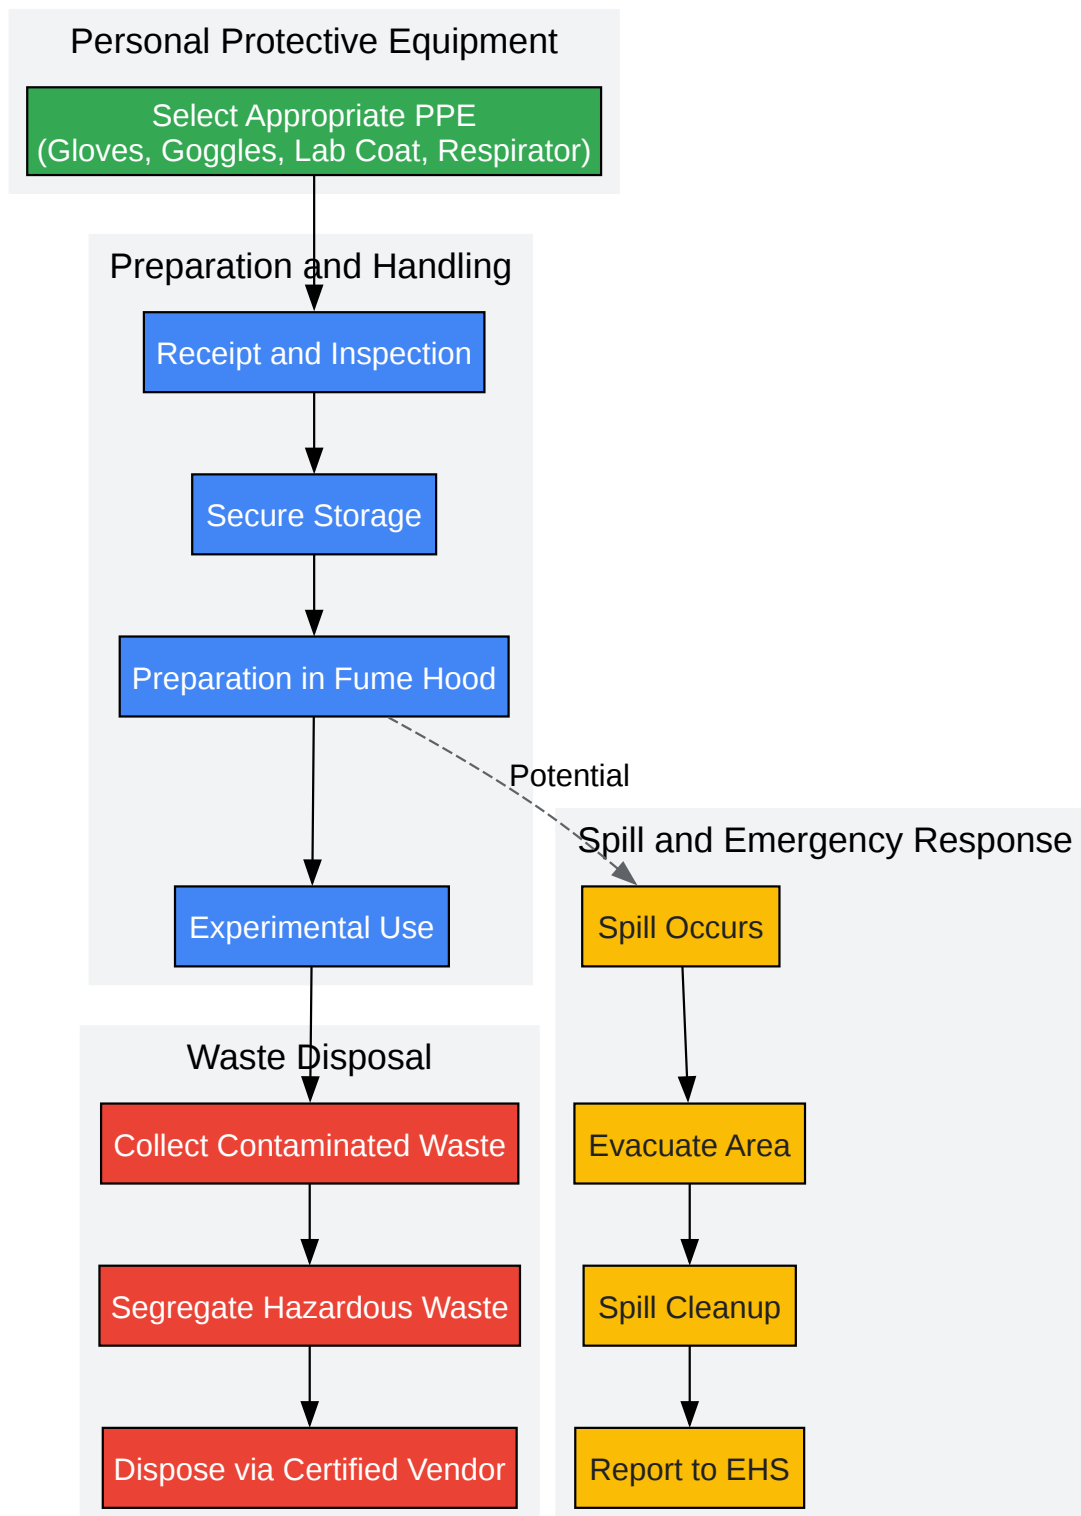 Personal Protective Equipment
Select Appropriate PPE
(Gloves, Goggles, Lab Coat, Respirator)
Preparation and Handling
Receipt and Inspection
Secure Storage
Preparation in Fume Hood
Potential
Spill and Emergency Response
Experimental Use
Spill Occurs
Waste Disposal
Collect Contaminated Waste
Evacuate Area
Segregate Hazardous Waste
Spill Cleanup
Dispose via Certified Vendor
Report to EHS